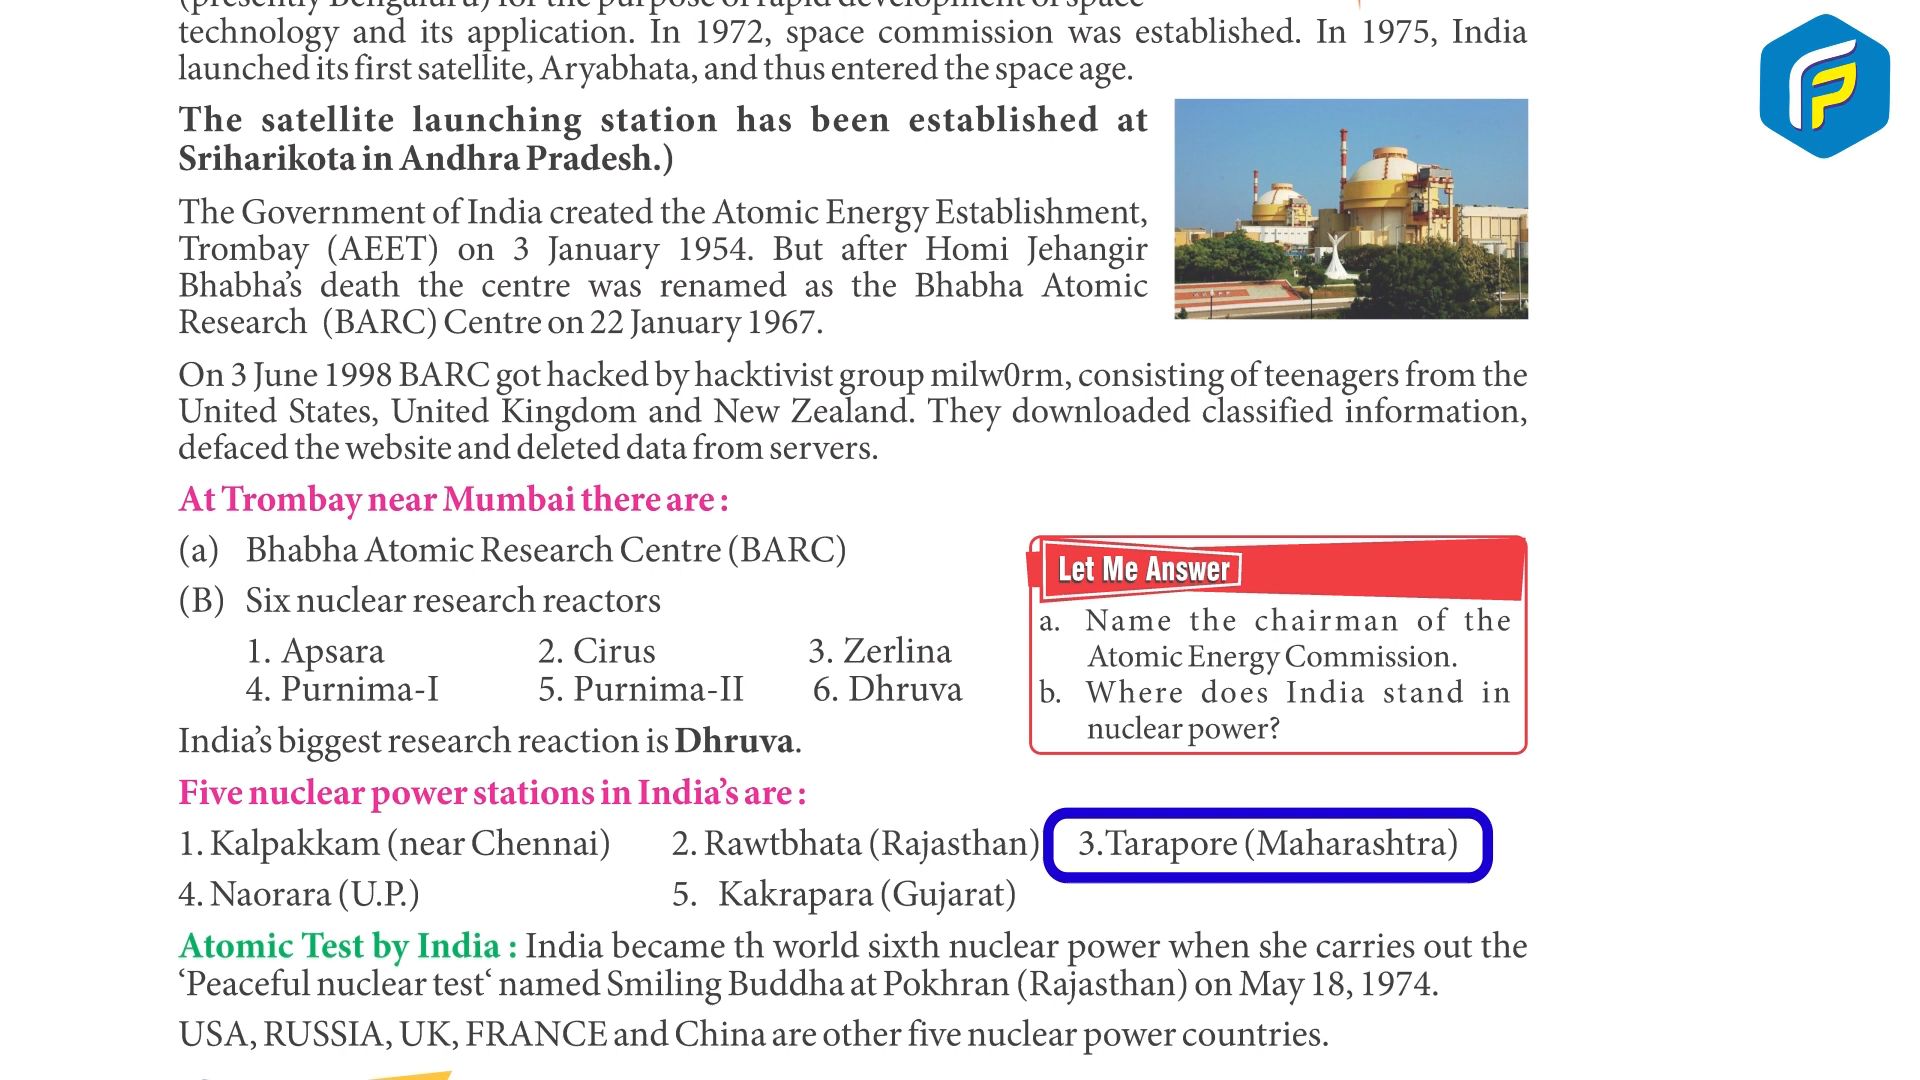 (presently Bengaluru) for the purpose of rapid development of space
technology and its application. In 1972, space commission was established. In 1975, India
launched its first satellite, Aryabhata, and thus entered the space age.
The satellite launching station has been established at
Sriharikota in Andhra Pradesh.)
The Government of India created the Atomic Energy Establishment,
Trombay (AEET) on 3 January 1954. But after Homi Jehangir
Bhabha's death the centre was renamed as the Bhabha Atomic
Research (BARC) Centre on 22 January 1967.
On 3 June 1998 BARC got hacked by hacktivist group milw0rm, consisting of teenagers from the
United States, United Kingdom and New Zealand. They downloaded classified information,
defaced the website and deleted data from servers.
At Trombay near Mumbai there are :
(a) Bhabha Atomic Research Centre (BARC)
(B) Six nuclear research reactors
1. Apsara 2. Cirus 3. Zerlina
4. Purnima-I 5. Purnima-II 6. Dhruva
India's biggest research reaction is Dhruva.
Let Me Answer
a. Name the chairman of the
Atomic Energy Commission.
b. Where does India stand in
nuclear power?
Five nuclear power stations in India's are :
1. Kalpakkam (near Chennai) 2. Rawtbhata (Rajasthan) 3.Tarapore (Maharashtra)
4. Naorara (U.P.) 5. Kakrapara (Gujarat)
Atomic Test by India : India became th world sixth nuclear power when she carries out the
‘Peaceful nuclear test‘ named Smiling Buddha at Pokhran (Rajasthan) on May 18, 1974.
USA, RUSSIA, UK, FRANCE and China are other five nuclear power countries.